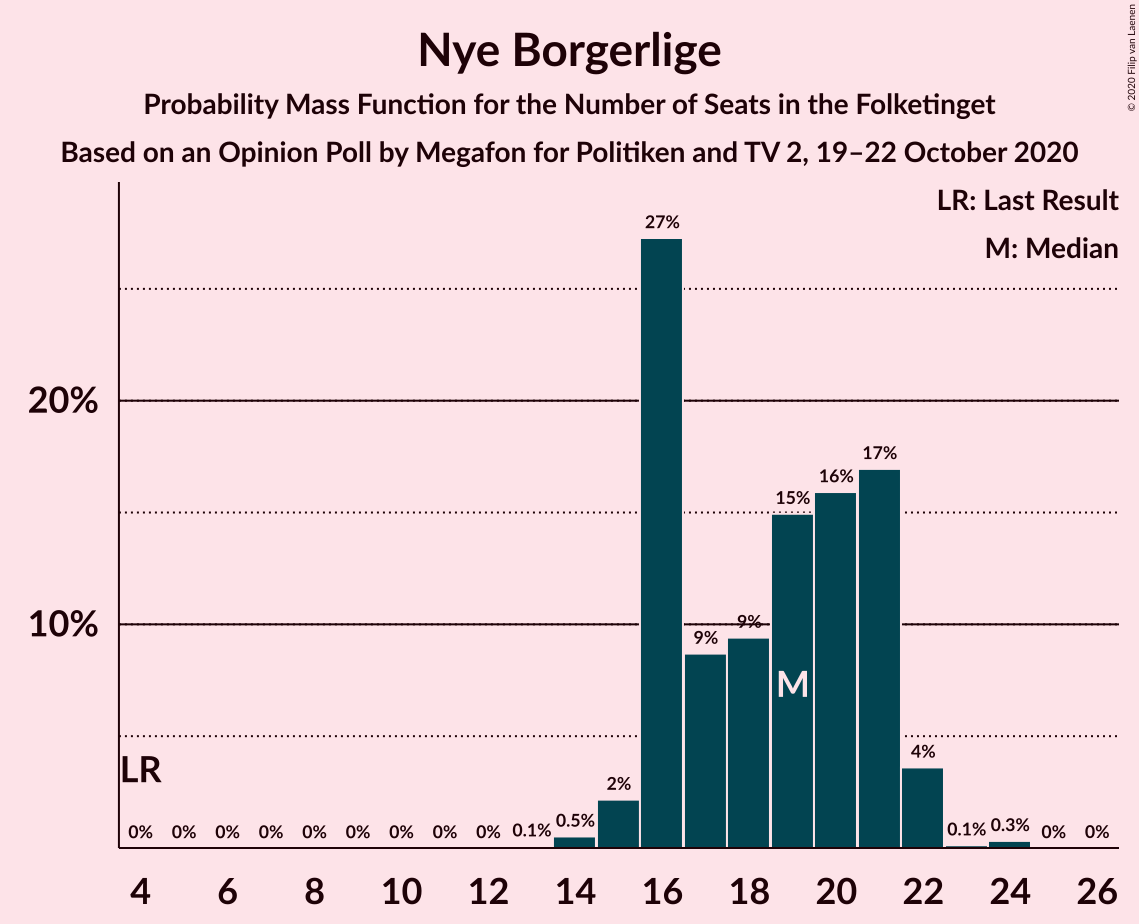 Nye Borgerlige
Probability Mass Function for the Number of Seats in the Folketinget
Based on an Opinion Poll by Megafon for Politiken and TV 2, 19–22 October 2020
© 2020 Filip van Laenen
LR: Last Result
M: Median
27%
20%
17%
16%
15%
10%
9%
9%
M
4%
LR
2%
0% 0% 0% 0% 0% 0% 0% 0% 0% 0.1% 0.5% 0.1% 0.3% 0% 0%
4 6 8 10 12 14 16 18 20 22 24 26